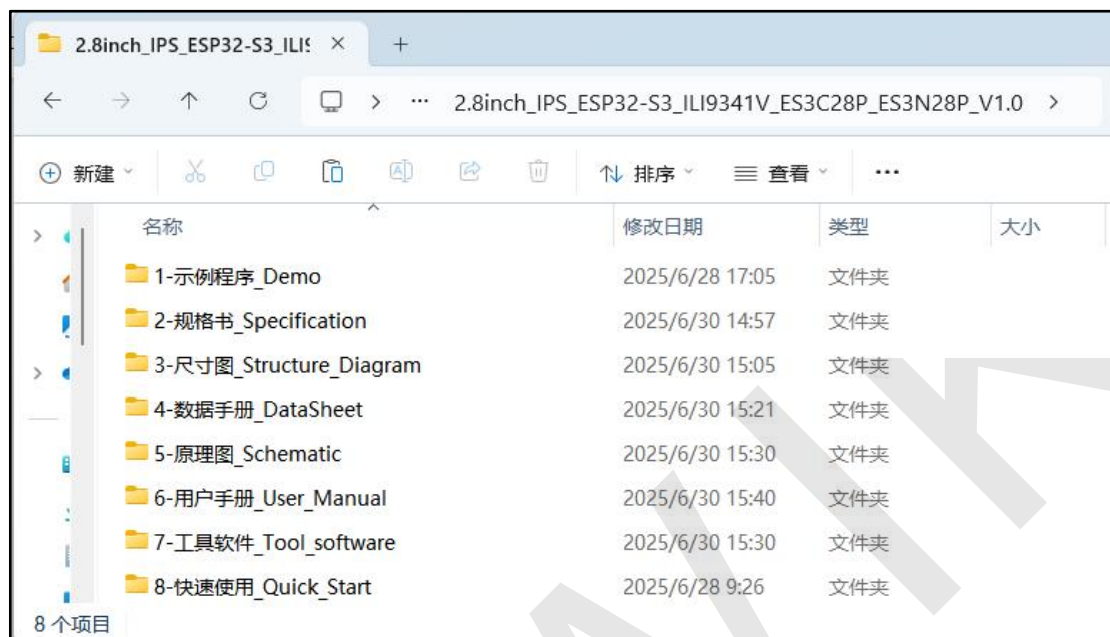 2.8inch_IPS_ESP32-S3_ILI9
2.8inch_IPS_ESP32-S3_ILI9341V_ES3C28P_ES3N28P_V1.0
新建 排序 查看
名称 修改日期 类型 大小
1-示例程序_Demo 2025/6/28 17:05 文件夹
2-规格书_Specification 2025/6/30 14:57 文件夹
3-尺寸图_Structure_Diagram 2025/6/30 15:05 文件夹
4-数据手册_DataSheet 2025/6/30 15:21 文件夹
5-原理图_Schematic 2025/6/30 15:30 文件夹
6-用户手册_User_Manual 2025/6/30 15:40 文件夹
7-工具软件_Tool_software 2025/6/30 15:30 文件夹
8-快速使用_Quick_Start 2025/6/28 9:26 文件夹
8 个项目